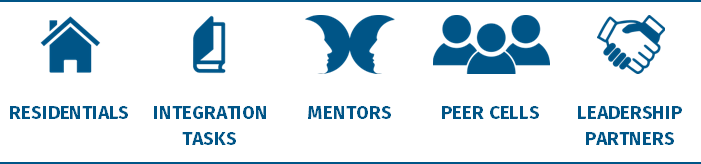 RESIDENTIALS
INTEGRATION
TASKS
MENTORS
PEER CELLS
LEADERSHIP
PARTNERS